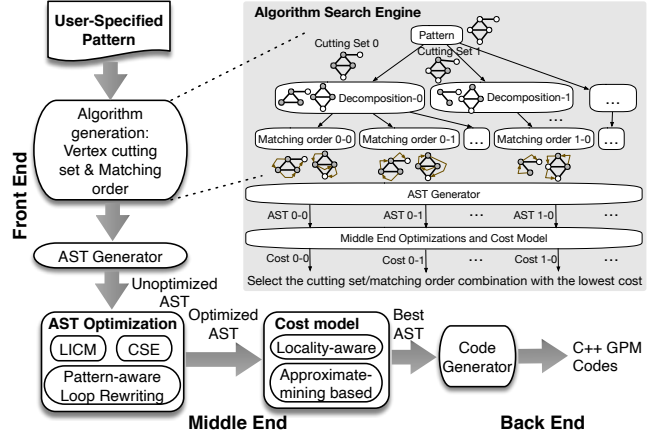 User-Specified
Pattern
Algorithm
generation:
Vertex cutting
set & Matching
order
Front End
AST Generator
Unoptimized
AST
AST Optimization
LICM
CSE
Pattern-aware
Loop Rewriting
Optimized
AST
Middle End
Cost model
Locality-aware
Approximate-
mining based
Best
AST
Code
Generator
Back End
C++ GPM
Codes
Algorithm Search Engine
Pattern
Cutting Set 0
Cutting Set 1
Decomposition-0
Decomposition-1
...
...
Matching order 0-0
Matching order 0-1
...
Matching order 1-0
...
AST Generator
AST 0-0
AST 0-1
...
AST 1-0
...
Middle End Optimizations and Cost Model
Cost 0-0
Cost 0-1
...
Cost 1-0
...
Select the cutting set/matching order combination with the lowest cost